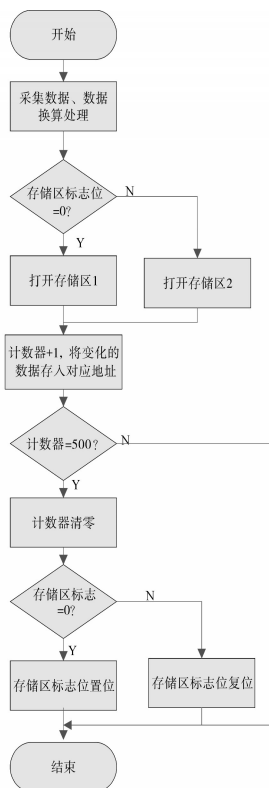 开始
采集数据、数据
换算处理
存储区标志位
=0?
N
Y
打开存储区1
打开存储区2
计数器+1, 将变化的
数据存入对应地址
计数器=500?
N
Y
计数器清零
存储区标志
=0?
N
Y
存储区标志位置位
存储区标志位复位
结束